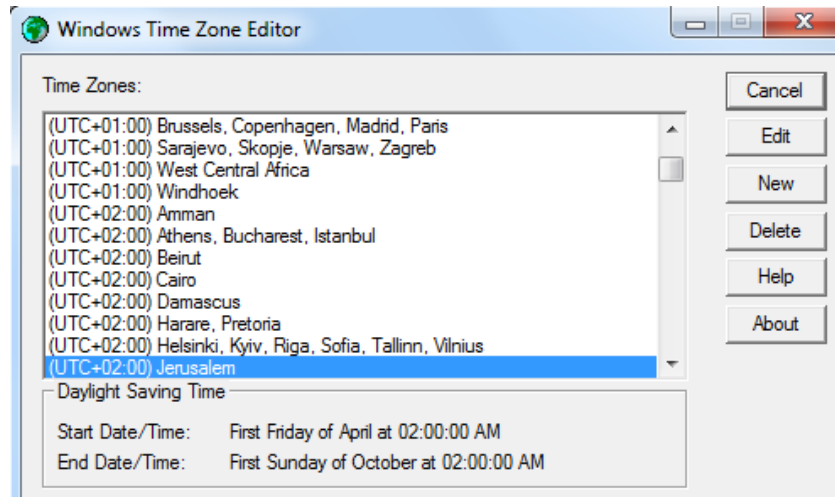 Windows Time Zone Editor
Time Zones:
(UTC+01:00) Brussels, Copenhagen, Madrid, Paris
(UTC+01:00) Sarajevo, Skopje, Warsaw, Zagreb
(UTC+01:00) West Central Africa
(UTC+01:00) Windhoek
(UTC+02:00) Amman
(UTC+02:00) Athens, Bucharest, Istanbul
(UTC+02:00) Beirut
(UTC+02:00) Cairo
(UTC+02:00) Damascus
(UTC+02:00) Harare, Pretoria
(UTC+02:00) Helsinki, Kyiv, Riga, Sofia, Tallinn, Vilnius
(UTC+02:00) Jerusalem
Cancel
Edit
New
Delete
Help
About
Daylight Saving Time
Start Date/Time: First Friday of April at 02:00:00 AM
End Date/Time: First Sunday of October at 02:00:00 AM